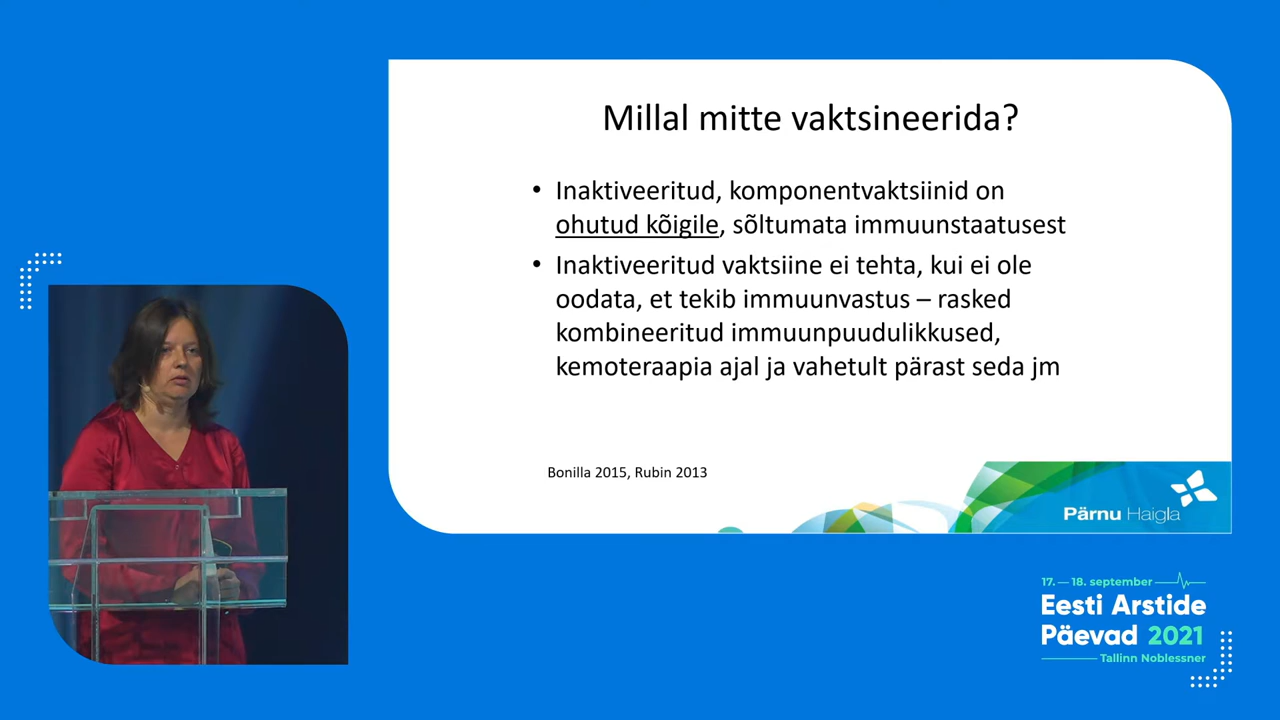 Millal mitte vaktsineerida?
• Inaktiveeritud, komponentvaktsiinid on
ohutud kõigile, sõltumata immuunstaatusest
• Inaktiveeritud vaktsiine ei tehta, kui ei ole
oodata, et tekib immuunvastus – rasked
kombineeritud immuunpuudulikkused,
kemoteraapia ajal ja vahetult pärast seda jm
Bonilla 2015, Rubin 2013
Pärnu Haigla
17. — 18. september
Eesti Arstide
Päevad 2021
Tallinn Noblessner